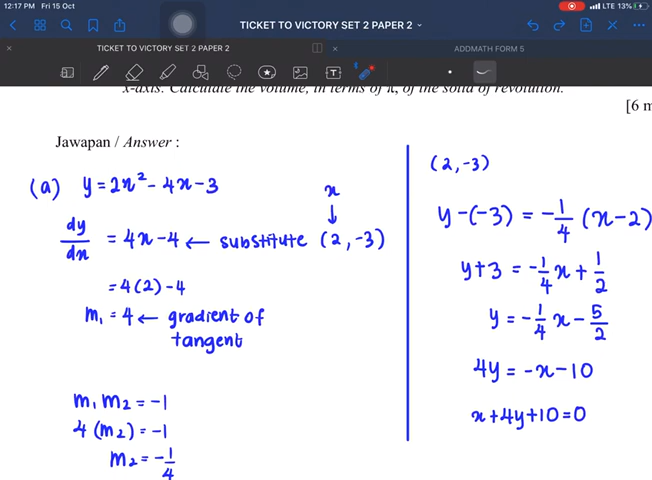 12:17 PM Fri 15 Oct
LTE 13%
TICKET TO VICTORY SET 2 PAPER 2
TICKET TO VICTORY SET 2 PAPER 2
ADDMATH FORM 5
x-axis. Calculate the volume, in terms of π, of the solid of revolution.
[6 m
Jawapan / Answer :
(a) y = 2x² - 4x - 3
x
↓
dy/dx = 4x - 4 ← substitute (2, -3)
= 4(2) - 4
m₁ = 4 ← gradient of
tangent
m₁ m₂ = -1
4 (m₂) = -1
m₂ = -1/4
(2, -3)
y - (-3) = -1/4 (x - 2)
y + 3 = -1/4 x + 1/2
y = -1/4 x - 5/2
4y = -x - 10
x + 4y + 10 = 0